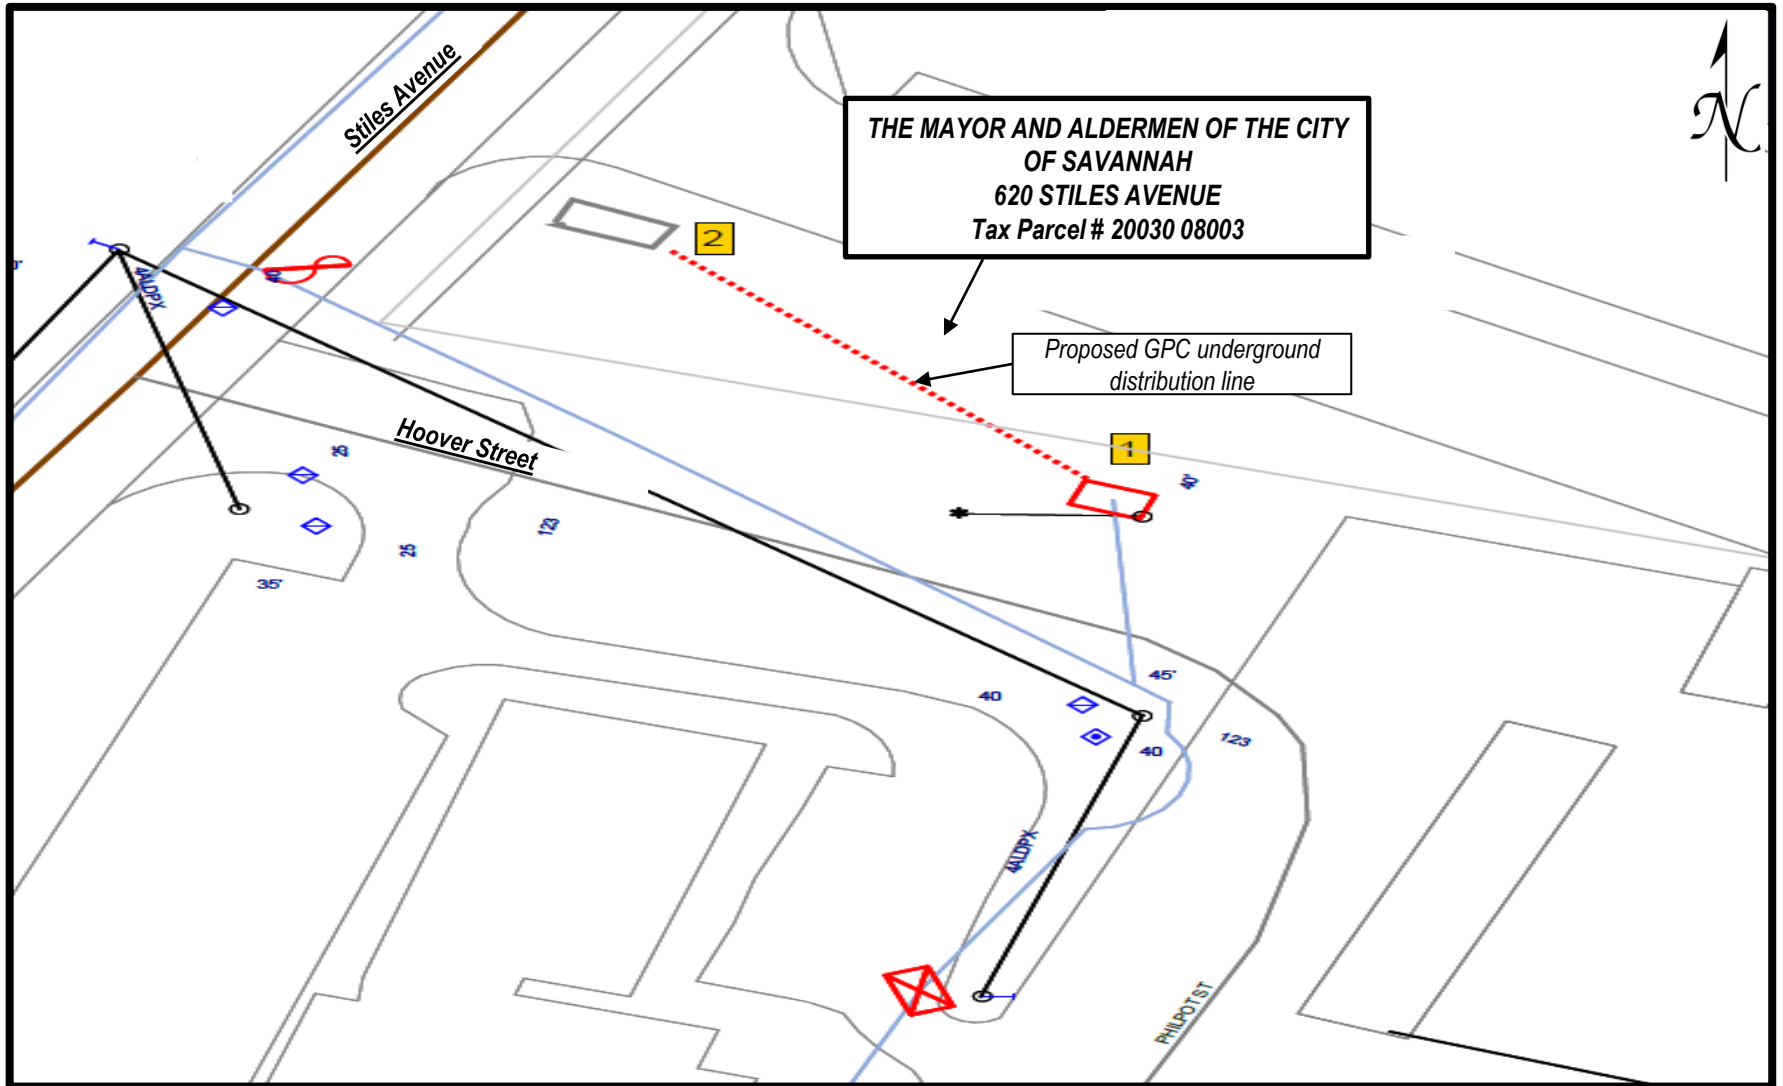 Stiles Avenue
N
THE MAYOR AND ALDERMEN OF THE CITY
OF SAVANNAH
620 STILES AVENUE
Tax Parcel # 20030 08003
2
4ALDPX
Proposed GPC underground
distribution line
Hoover Street
1
40'
25
123
35'
45'
40
40
123
4ALDPX
PHILPOT ST